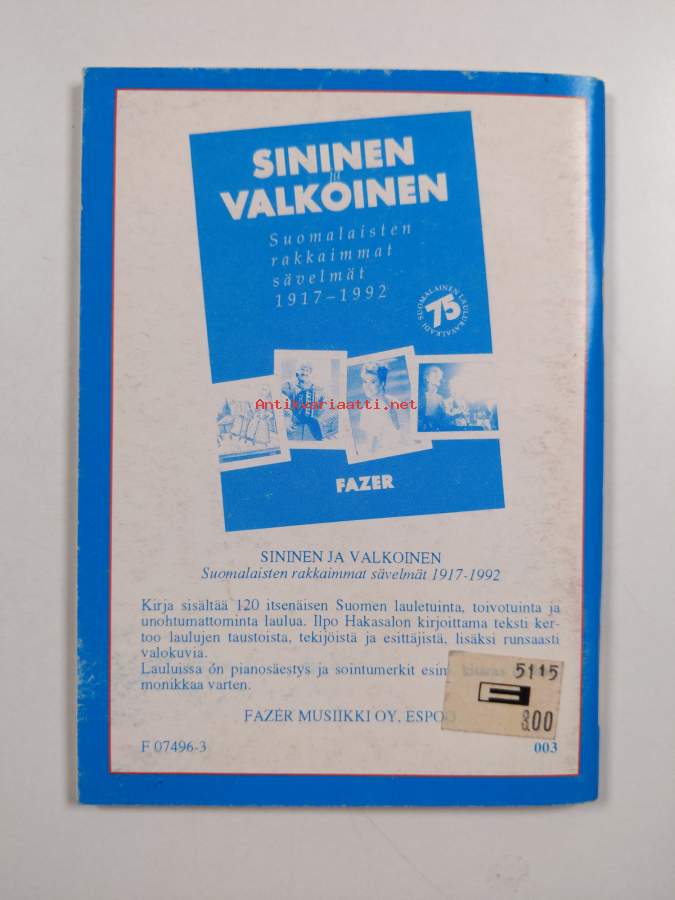 SININEN
ja
VALKOINEN
Suomalaisten
rakkaimmat
sävelmät
1917–1992
SUOMALAINEN LAULUKAVALKADI
75
Antikvariaatti.net
FAZER
SININEN JA VALKOINEN
Suomalaisten rakkaimmat sävelmät 1917-1992
Kirja sisältää 120 itsenäisen Suomen lauletuinta, toivotuinta ja
unohtumattominta laulua. Ilpo Hakasalon kirjoittama teksti ker-
too laulujen taustoista, tekijöistä ja esittäjistä, lisäksi runsaasti
valokuvia.
Lauluissa on pianosäestys ja sointumerkit esim. kitaraa
monikkaa varten.
5115
8.00
FAZER MUSIIKKI OY, ESPOO
F 07496-3
003